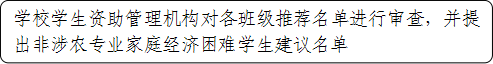 学校学生资助管理机构对各班级推荐名单进行审查，并提
出非涉农专业家庭经济困难学生建议名单